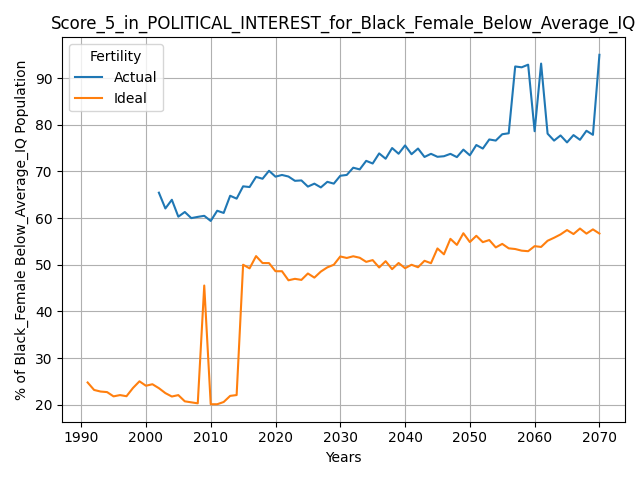 Score_5_in_POLITICAL_INTEREST_for_Black_Female_Below_Average_IQ
Fertility
Actual
Ideal
% of Black_Female Below_Average_IQ Population
90
80
70
60
50
40
30
20
1990
2000
2010
2020
2030
2040
2050
2060
2070
Years